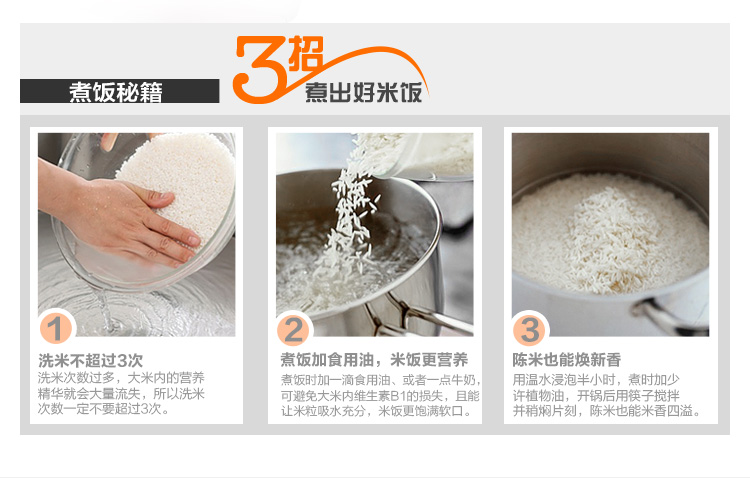 煮饭秘籍
3招
煮出好米饭
1
洗米不超过3次
洗米次数过多，大米内的营养
精华就会大量流失，所以洗米
次数一定不要超过3次。
2
煮饭加食用油，米饭更营养
煮饭时加一滴食用油、或者一点牛奶，
可避免大米内维生素B1的损失，且能
让米粒吸水充分，米饭更饱满软口。
3
陈米也能焕新香
用温水浸泡半小时，煮时加少
许植物油，开锅后用筷子搅拌
并稍焖片刻，陈米也能米香四溢。